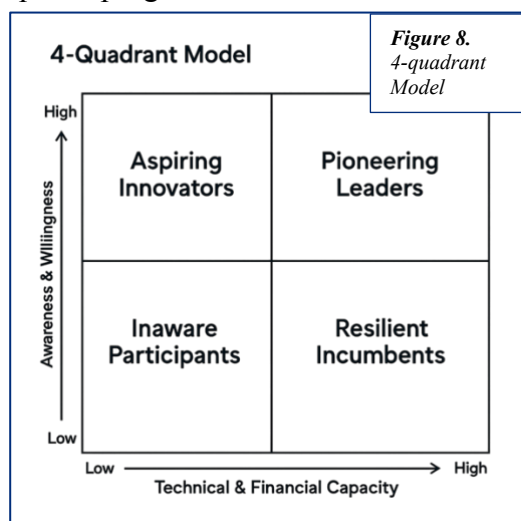 4-Quadrant Model
Figure 8.
4-quadrant
Model
High
Aspiring
Innovators
Pioneering
Leaders
Awareness & Wiliingness
Inaware
Participants
Resilient
Incumbents
Low
Low
High
Technical & Financial Capacity